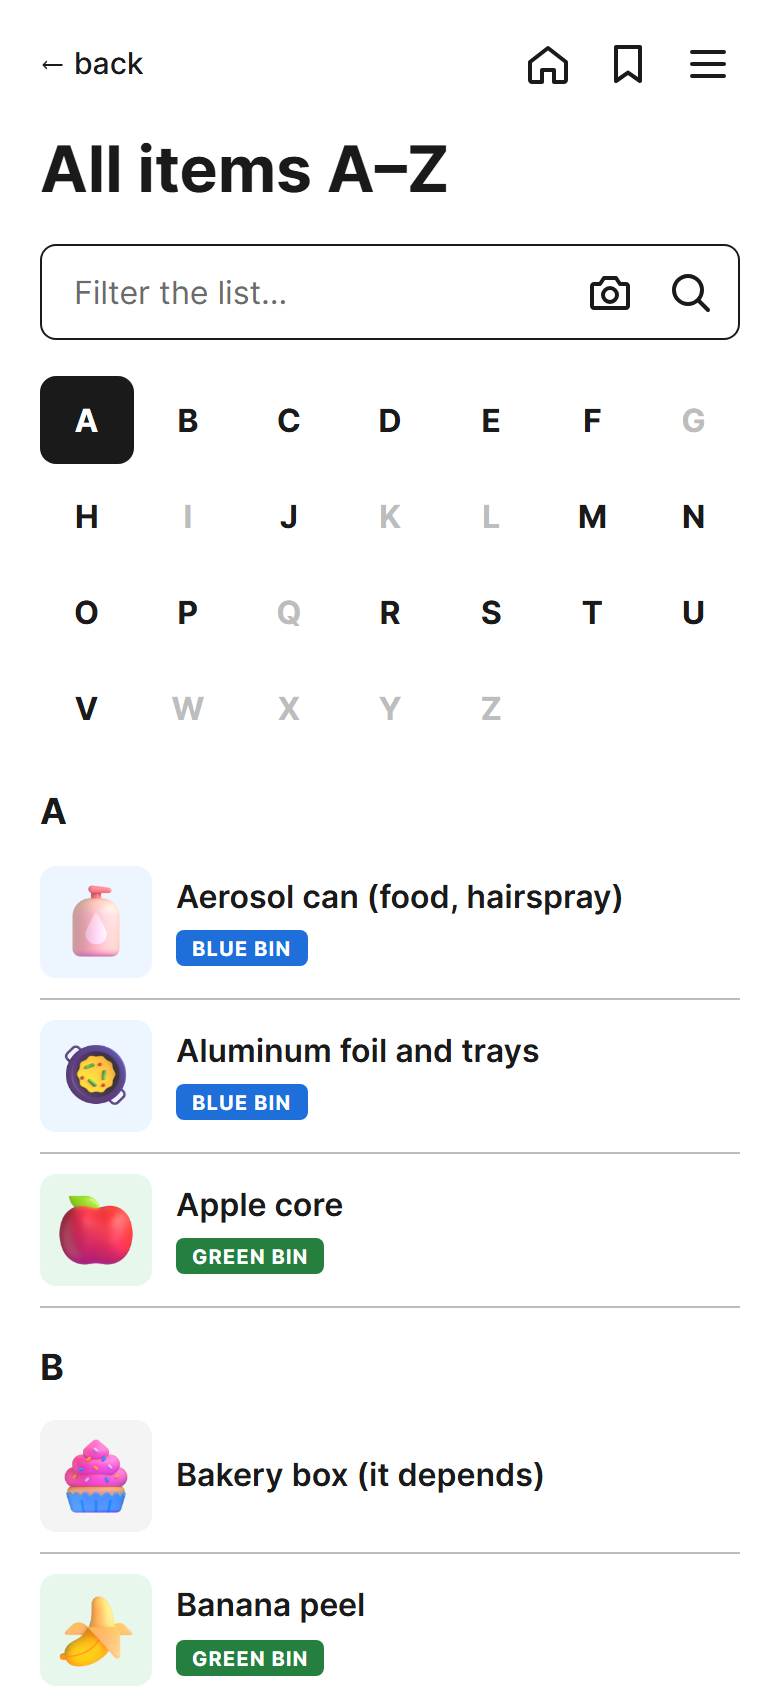 ← back
All items A–Z
Filter the list...
A B C D E F G
H I J K L M N
O P Q R S T U
V W X Y Z
A
Aerosol can (food, hairspray)
BLUE BIN
Aluminum foil and trays
BLUE BIN
Apple core
GREEN BIN
B
Bakery box (it depends)
Banana peel
GREEN BIN